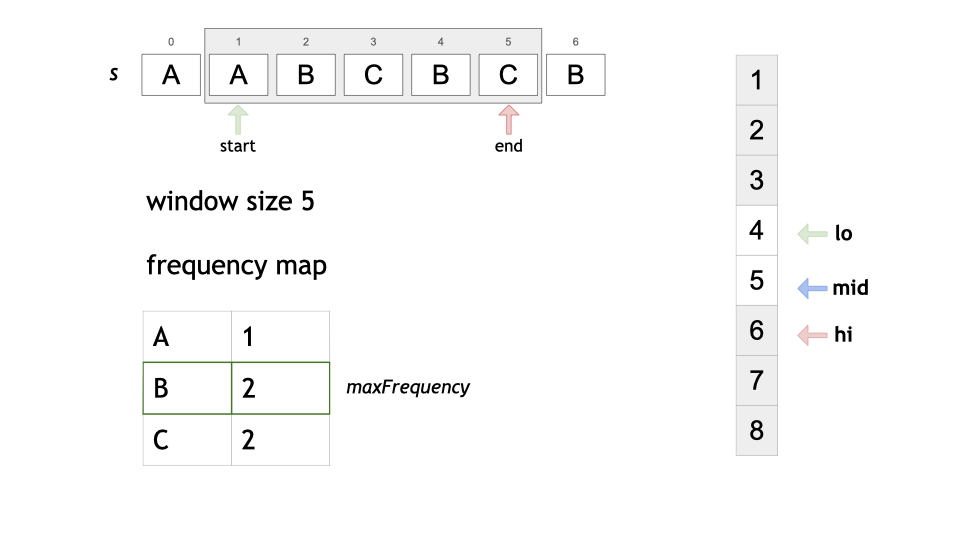 0 1 2 3 4 5 6
s A A B C B C B
start end
window size 5
frequency map
A 1
B 2 maxFrequency
C 2
1
2
3
4 lo
5 mid
6 hi
7
8